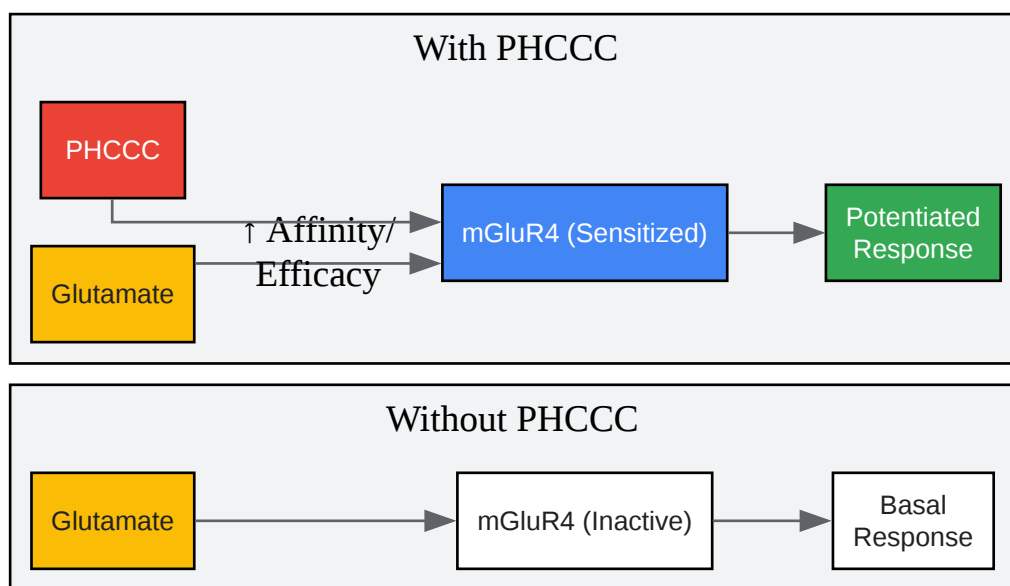 With PHCCC
PHCCC
↑ Affinity/
Efficacy
Glutamate
mGluR4 (Sensitized)
Potentiated
Response
Without PHCCC
Glutamate
mGluR4 (Inactive)
Basal
Response